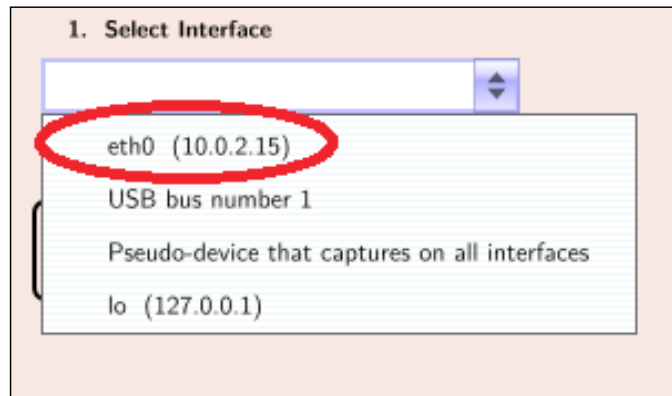 1. Select Interface
eth0 (10.0.2.15)
USB bus number 1
Pseudo-device that captures on all interfaces
lo (127.0.0.1)